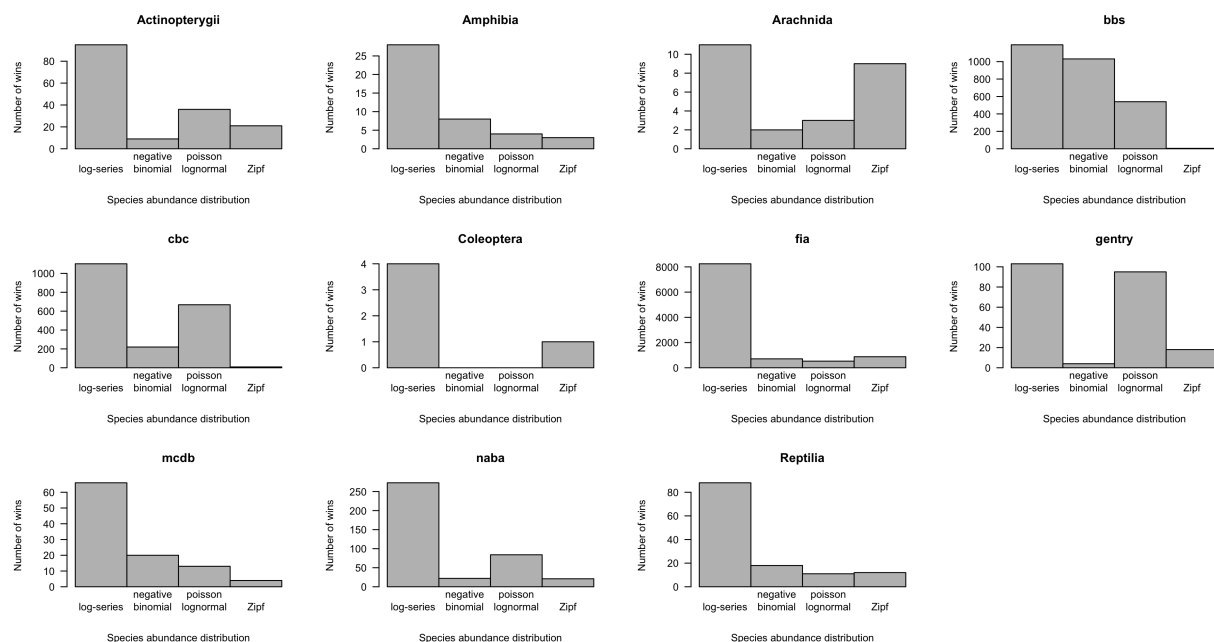 Actinopterygii
Number of wins
80
60
40
20
0
log-series
negative
binomial
poisson
lognormal
Zipf
Species abundance distribution
Amphibia
Number of wins
25
20
15
10
5
0
log-series
negative
binomial
poisson
lognormal
Zipf
Species abundance distribution
Arachnida
Number of wins
10
8
6
4
2
0
log-series
negative
binomial
poisson
lognormal
Zipf
Species abundance distribution
bbs
Number of wins
1000
800
600
400
200
0
log-series
negative
binomial
poisson
lognormal
Zipf
Species abundance distribution
cbc
Number of wins
1000
800
600
400
200
0
log-series
negative
binomial
poisson
lognormal
Zipf
Species abundance distribution
Coleoptera
Number of wins
4
3
2
1
0
log-series
negative
binomial
poisson
lognormal
Zipf
Species abundance distribution
fia
Number of wins
8000
6000
4000
2000
0
log-series
negative
binomial
poisson
lognormal
Zipf
Species abundance distribution
gentry
Number of wins
100
80
60
40
20
0
log-series
negative
binomial
poisson
lognormal
Zipf
Species abundance distribution
mcdb
Number of wins
60
50
40
30
20
10
0
log-series
negative
binomial
poisson
lognormal
Zipf
Species abundance distribution
naba
Number of wins
250
200
150
100
50
0
log-series
negative
binomial
poisson
lognormal
Zipf
Species abundance distribution
Reptilia
Number of wins
80
60
40
20
0
log-series
negative
binomial
poisson
lognormal
Zipf
Species abundance distribution